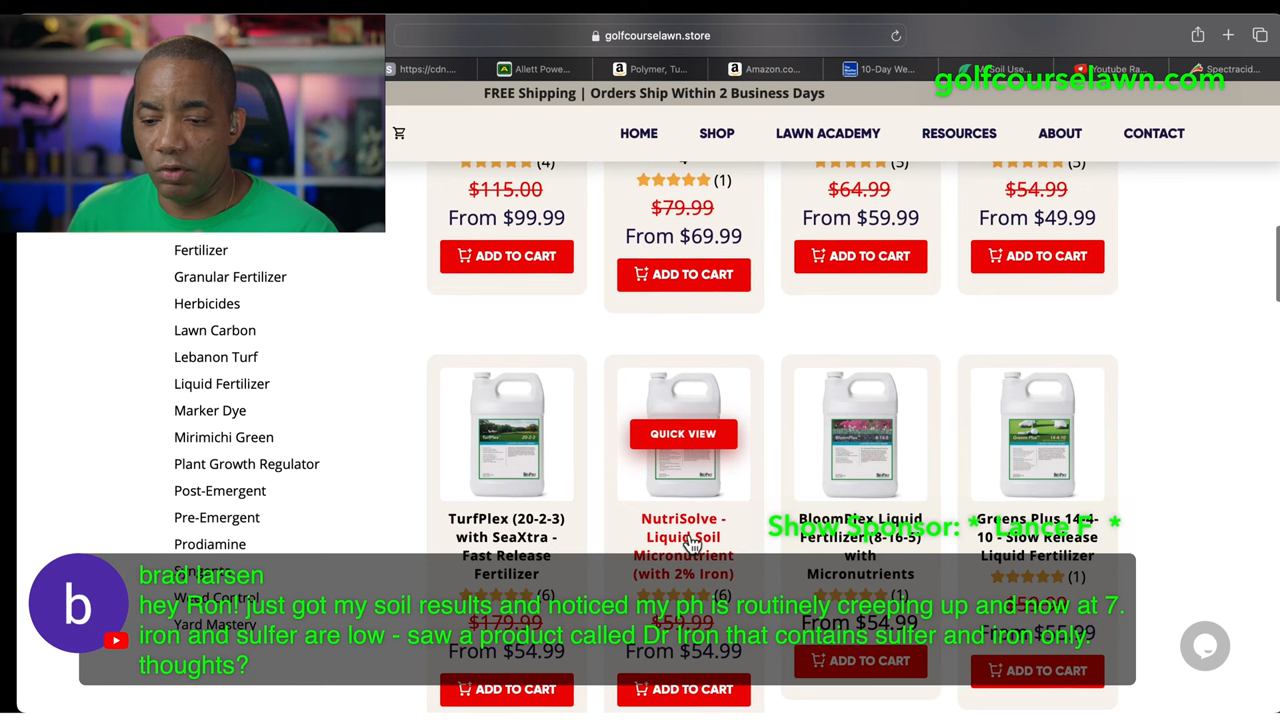 golfcourselawn.store
https://cdn....
Allett Powe...
Polymer, Tu...
Amazon.co...
10-Day We...
Soil Use...
Youtube Ra...
Spectracid...
golfcourselawn.com
FREE Shipping | Orders Ship Within 2 Business Days
HOME
SHOP
LAWN ACADEMY
RESOURCES
ABOUT
CONTACT
(4)
$115.00
From $99.99
ADD TO CART
(1)
$79.99
From $69.99
ADD TO CART
(5)
$64.99
From $59.99
ADD TO CART
(5)
$54.99
From $49.99
ADD TO CART
Fertilizer
Granular Fertilizer
Herbicides
Lawn Carbon
Lebanon Turf
Liquid Fertilizer
Marker Dye
Mirimichi Green
Plant Growth Regulator
Post-Emergent
Pre-Emergent
Prodiamine
Yard Mastery
TurfPlex (20-2-3)
with SeaXtra -
Fast Release
Fertilizer
(6)
$179.99
From $54.99
ADD TO CART
QUICK VIEW
NutriSolve -
Liquid Soil
Micronutrient
(with 2% Iron)
(6)
$59.99
From $54.99
ADD TO CART
BloomPlex Liquid
Fertilizer (8-16-5)
with
Micronutrients
(1)
From $54.99
ADD TO CART
Greens Plus 14-4-
10 - Slow Release
Liquid Fertilizer
(1)
From $55.99
ADD TO CART
Show Sponsor: * Lance F *
b
brad larsen
hey Ron! just got my soil results and noticed my ph is routinely creeping up and now at 7.
iron and sulfer are low - saw a product called Dr Iron that contains sulfer and iron only.
thoughts?